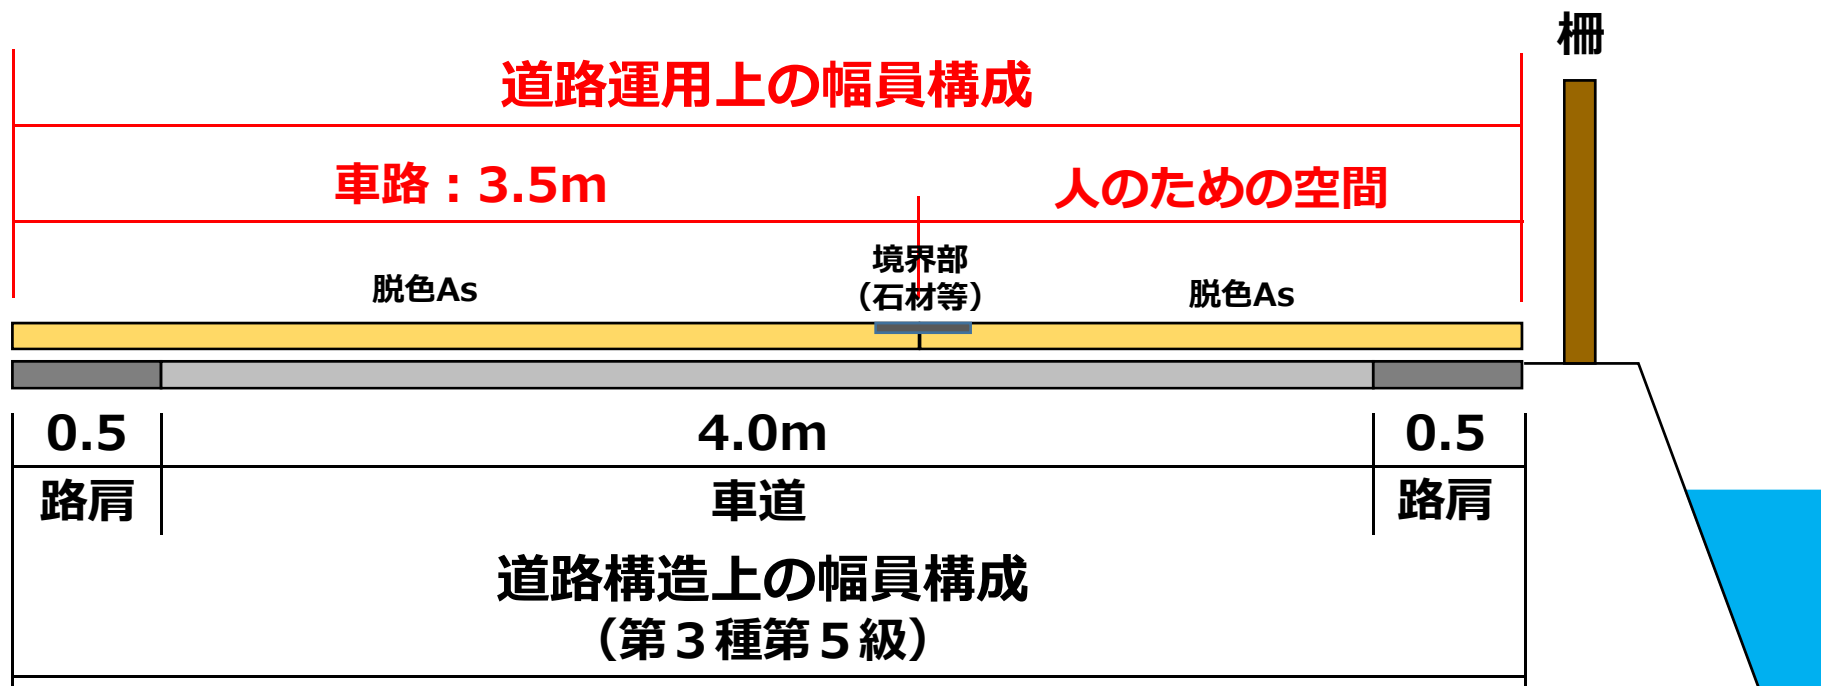 柵
道路運用上の幅員構成
車路：3.5m
人のための空間
境界部
（石材等）
脱色As
脱色As
0.5
4.0m
0.5
路肩
車道
路肩
道路構造上の幅員構成
（第３種第５級）